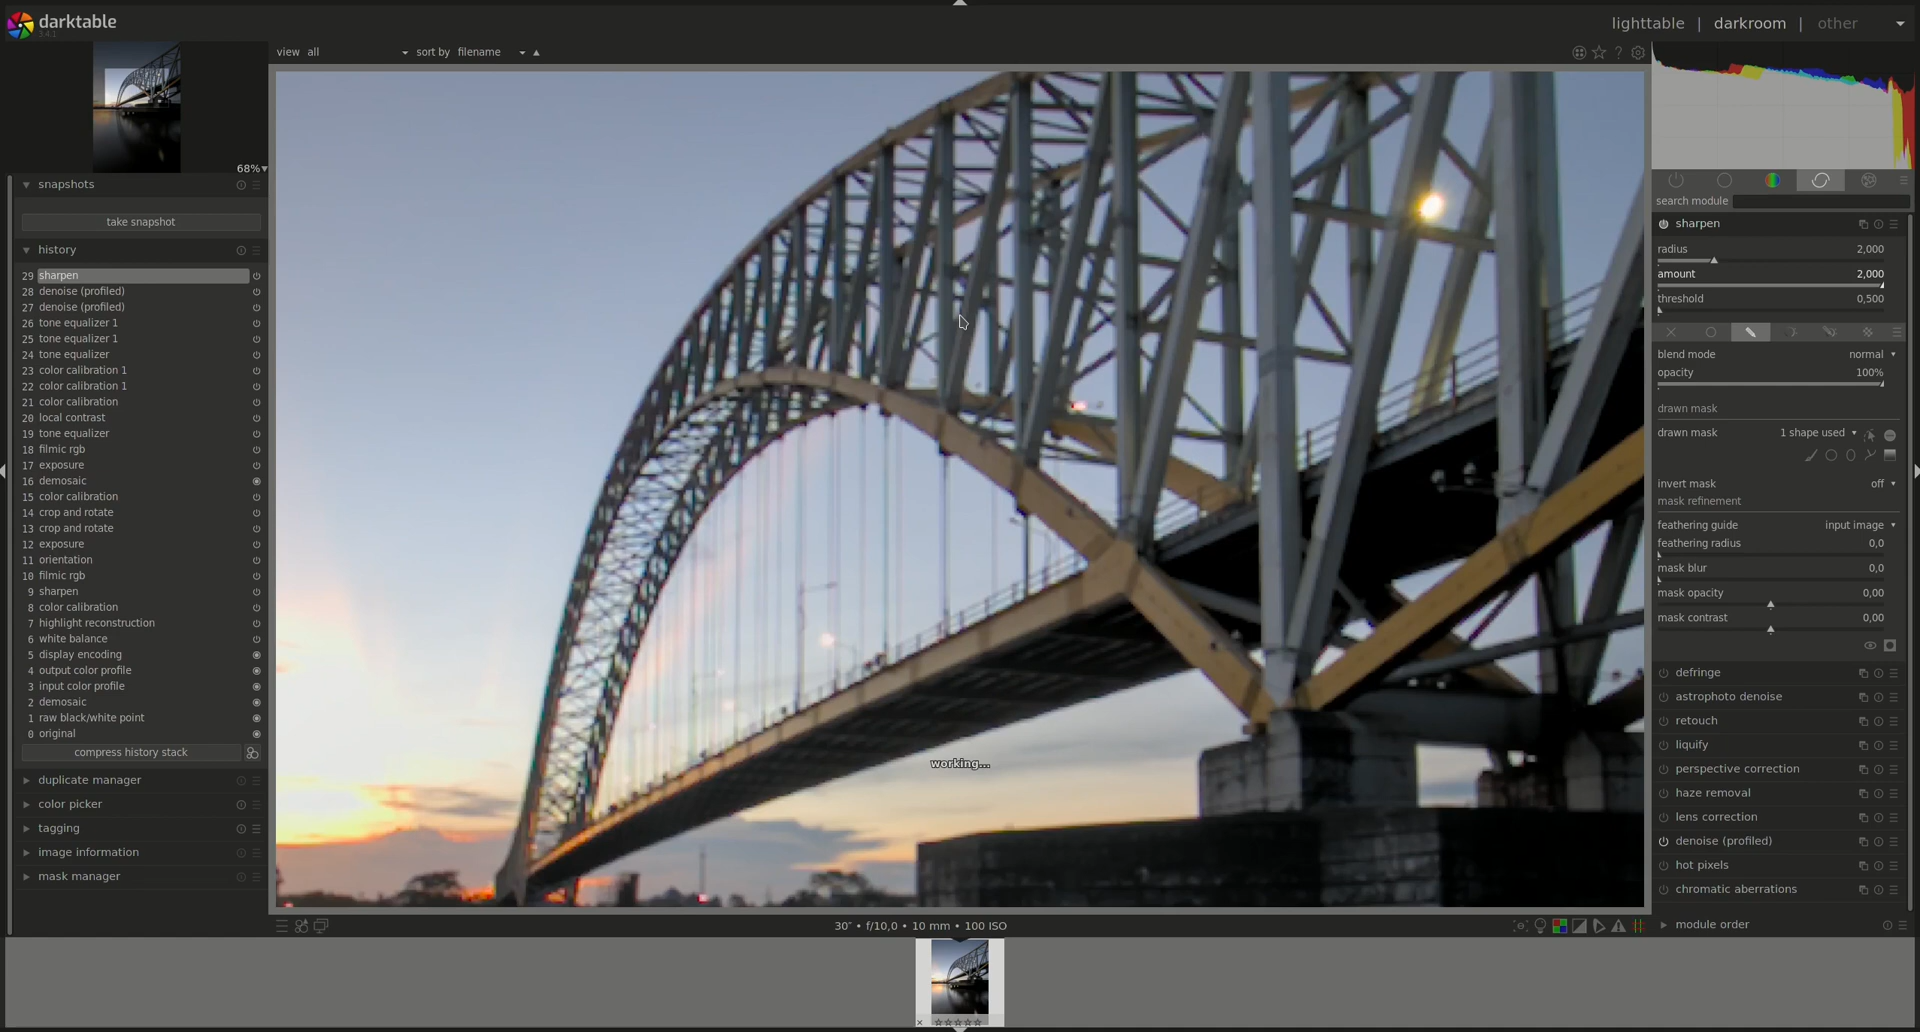 darktable
3.4.1
lighttable | darkroom | other
view all sort by filename
68%
snapshots
take snapshot
history
29 sharpen
28 denoise (profiled)
27 denoise (profiled)
26 tone equalizer 1
25 tone equalizer 1
24 tone equalizer
23 color calibration 1
22 color calibration 1
21 color calibration
20 local contrast
19 tone equalizer
18 filmic rgb
17 exposure
16 demosaic
15 color calibration
14 crop and rotate
13 crop and rotate
12 exposure
11 orientation
10 filmic rgb
9 sharpen
8 color calibration
7 highlight reconstruction
6 white balance
5 display encoding
4 output color profile
3 input color profile
2 demosaic
1 raw black/white point
0 original
compress history stack
duplicate manager
color picker
tagging
image information
mask manager
working...
30" • f/10,0 • 10 mm • 100 ISO
search module
sharpen
radius 2,000
amount 2,000
threshold 0,500
blend mode normal
opacity 100%
drawn mask
drawn mask 1 shape used
invert mask off
mask refinement
feathering guide input image
feathering radius 0,0
mask blur 0,0
mask opacity 0,00
mask contrast 0,00
defringe
astrophoto denoise
retouch
liquify
perspective correction
haze removal
lens correction
denoise (profiled)
hot pixels
chromatic aberrations
module order